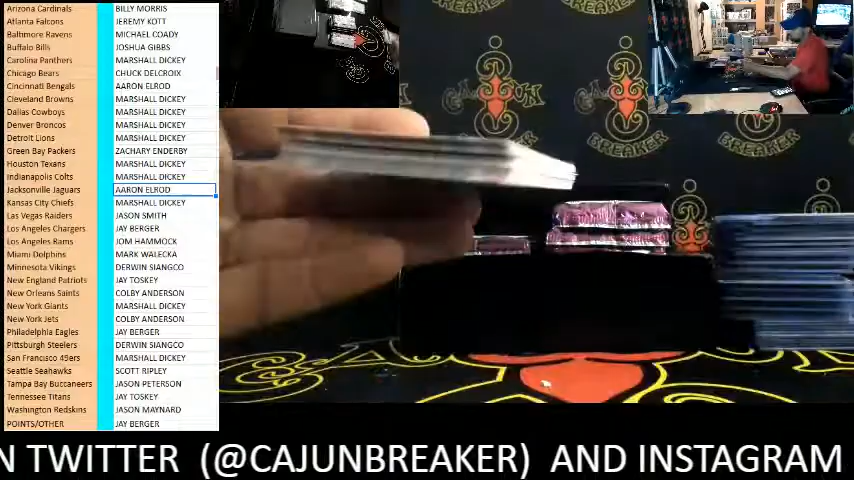 Arizona Cardinals BILLY MORRIS
Atlanta Falcons JEREMY KOTT
Baltimore Ravens MICHAEL COADY
Buffalo Bills JOSHUA GIBBS
Carolina Panthers MARSHALL DICKEY
Chicago Bears CHUCK DELCROIX
Cincinnati Bengals AARON ELROD
Cleveland Browns MARSHALL DICKEY
Dallas Cowboys MARSHALL DICKEY
Denver Broncos MARSHALL DICKEY
Detroit Lions MARSHALL DICKEY
Green Bay Packers ZACHARY ENDERBY
Houston Texans MARSHALL DICKEY
Indianapolis Colts MARSHALL DICKEY
Jacksonville Jaguars AARON ELROD
Kansas City Chiefs MARSHALL DICKEY
Las Vegas Raiders JASON SMITH
Los Angeles Chargers JAY BERGER
Los Angeles Rams JOM HAMMOCK
Miami Dolphins MARK WALECKA
Minnesota Vikings DERWIN SIANGCO
New England Patriots JAY TOSKEY
New Orleans Saints COLBY ANDERSON
New York Giants MARSHALL DICKEY
New York Jets COLBY ANDERSON
Philadelphia Eagles JAY BERGER
Pittsburgh Steelers DERWIN SIANGCO
San Francisco 49ers MARSHALL DICKEY
Seattle Seahawks SCOTT RIPLEY
Tampa Bay Buccaneers JASON PETERSON
Tennessee Titans JAY TOSKEY
Washington Redskins JASON MAYNARD
POINTS/OTHER JAY BERGER
BREAKER
BREAKER
CAJUN
BREAKER
BREAKER
N TWITTER (@CAJUNBREAKER) AND INSTAGRAM